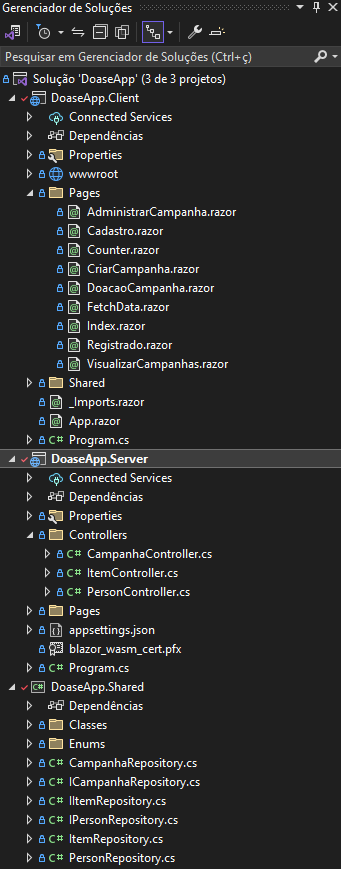 Gerenciador de Soluções
Pesquisar em Gerenciador de Soluções (Ctrl+ç)
Solução 'DoaseApp' (3 de 3 projetos)
DoaseApp.Client
Connected Services
Dependências
Properties
wwwroot
Pages
AdministrarCampanha.razor
Cadastro.razor
Counter.razor
CriarCampanha.razor
DoacaoCampanha.razor
FetchData.razor
Index.razor
Registrado.razor
VisualizarCampanhas.razor
Shared
_Imports.razor
App.razor
C# Program.cs
DoaseApp.Server
Connected Services
Dependências
Properties
Controllers
C# CampanhaController.cs
C# ItemController.cs
C# PersonController.cs
Pages
appsettings.json
blazor_wasm_cert.pfx
C# Program.cs
C# DoaseApp.Shared
Dependências
Classes
Enums
C# CampanhaRepository.cs
C# ICampanhaRepository.cs
C# IItemRepository.cs
C# IPersonRepository.cs
C# ItemRepository.cs
C# PersonRepository.cs